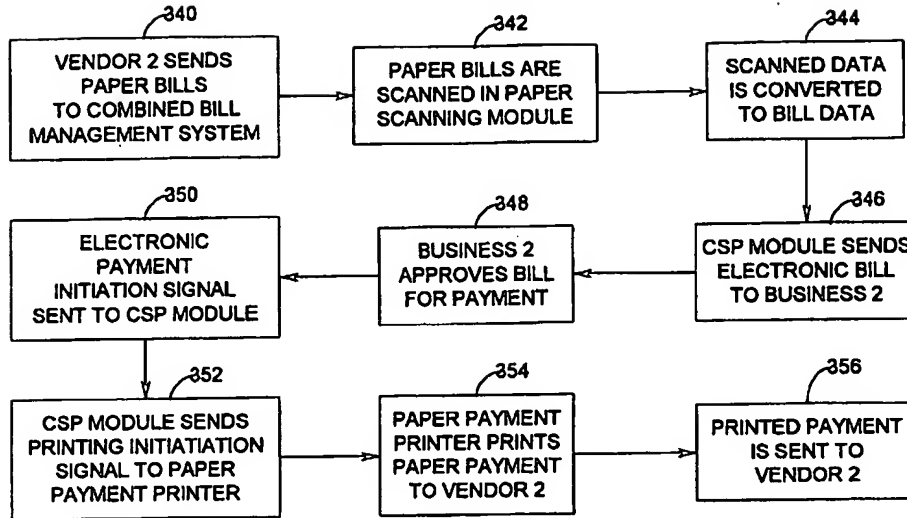 340
VENDOR 2 SENDS
PAPER BILLS
TO COMBINED BILL
MANAGEMENT SYSTEM
342
PAPER BILLS ARE
SCANNED IN PAPER
SCANNING MODULE
344
SCANNED DATA
IS CONVERTED
TO BILL DATA
350
ELECTRONIC
PAYMENT
INITIATION SIGNAL
SENT TO CSP MODULE
348
BUSINESS 2
APPROVES BILL
FOR PAYMENT
346
CSP MODULE SENDS
ELECTRONIC BILL
TO BUSINESS 2
352
CSP MODULE SENDS
PRINTING INITIATIATION
SIGNAL TO PAPER
PAYMENT PRINTER
354
PAPER PAYMENT
PRINTER PRINTS
PAPER PAYMENT
TO VENDOR 2
356
PRINTED PAYMENT
IS SENT TO
VENDOR 2